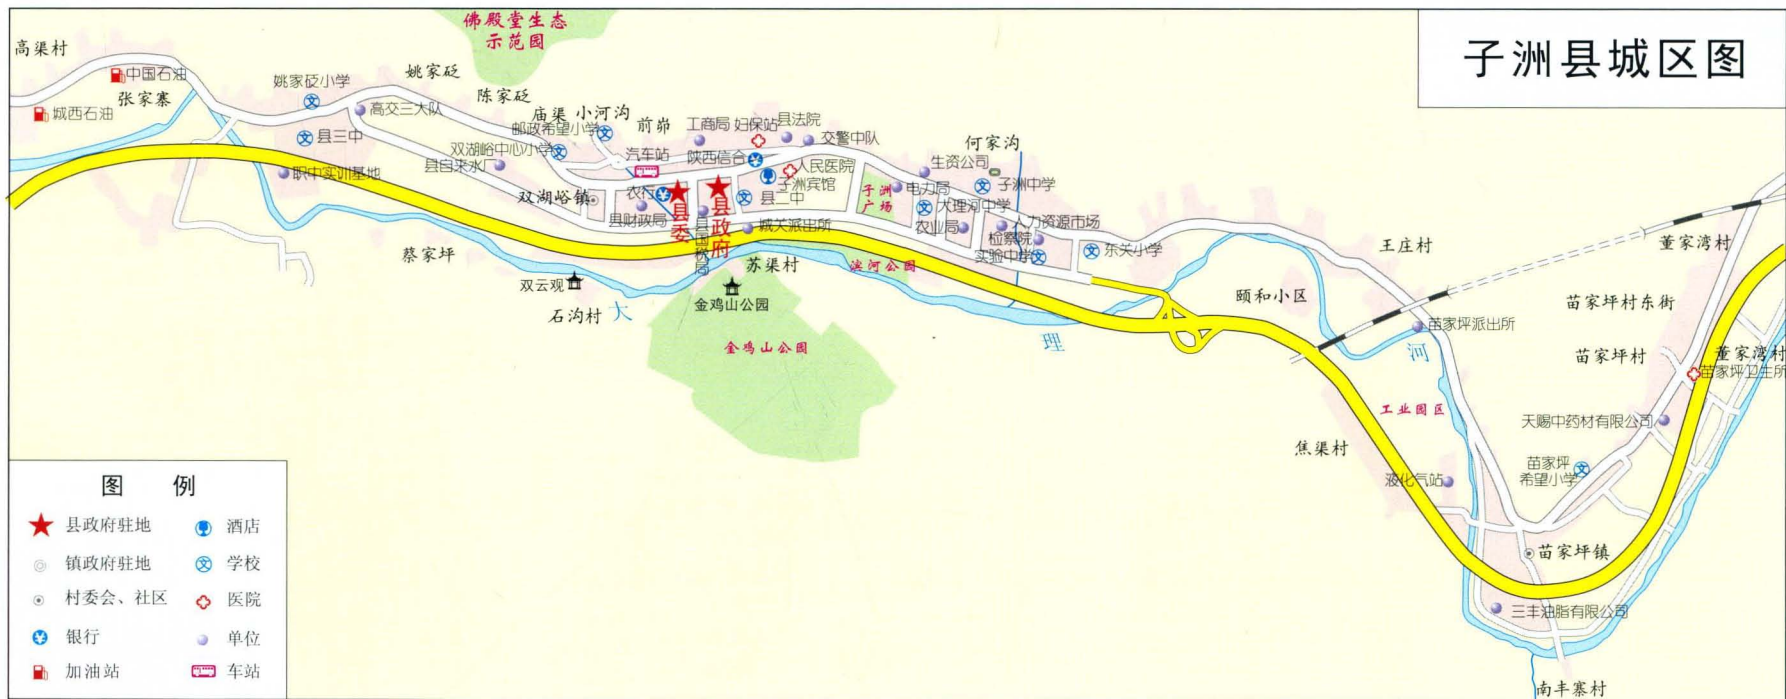 子洲县城区图
佛殿堂生态
示范园
高渠村
中国石油
张家寨
城西石油
姚家砭小学
姚家砭
高交三大队
县三中
职中实训基地
陈家砭
庙渠
小河沟
邮政希望小学
双湖峪中心小学
县自来水厂
前峁
工商局
妇保站
县法院
交警中队
汽车站
陕西信合
人民医院
子洲宾馆
农行
县二中
双湖峪镇
县财政局
县委
县政府
县国税局
城关派出所
何家沟
生资公司
子洲中学
电力局
子洲
广场
大理河中学
农业局
人力资源市场
检察院
实验中学
东关小学
蔡家坪
双云观
石沟村
苏渠村
滨河公园
金鸡山公园
金鸡山公园
大
理
河
王庄村
颐和小区
董家湾村
苗家坪村东街
苗家坪派出所
苗家坪村
董家湾村
苗家坪卫生所
工业园区
天赐中药材有限公司
焦渠村
液化气站
苗家坪
希望小学
苗家坪镇
三丰油脂有限公司
南丰寨村
图 例
县政府驻地
酒店
镇政府驻地
学校
村委会、社区
医院
银行
单位
加油站
车站